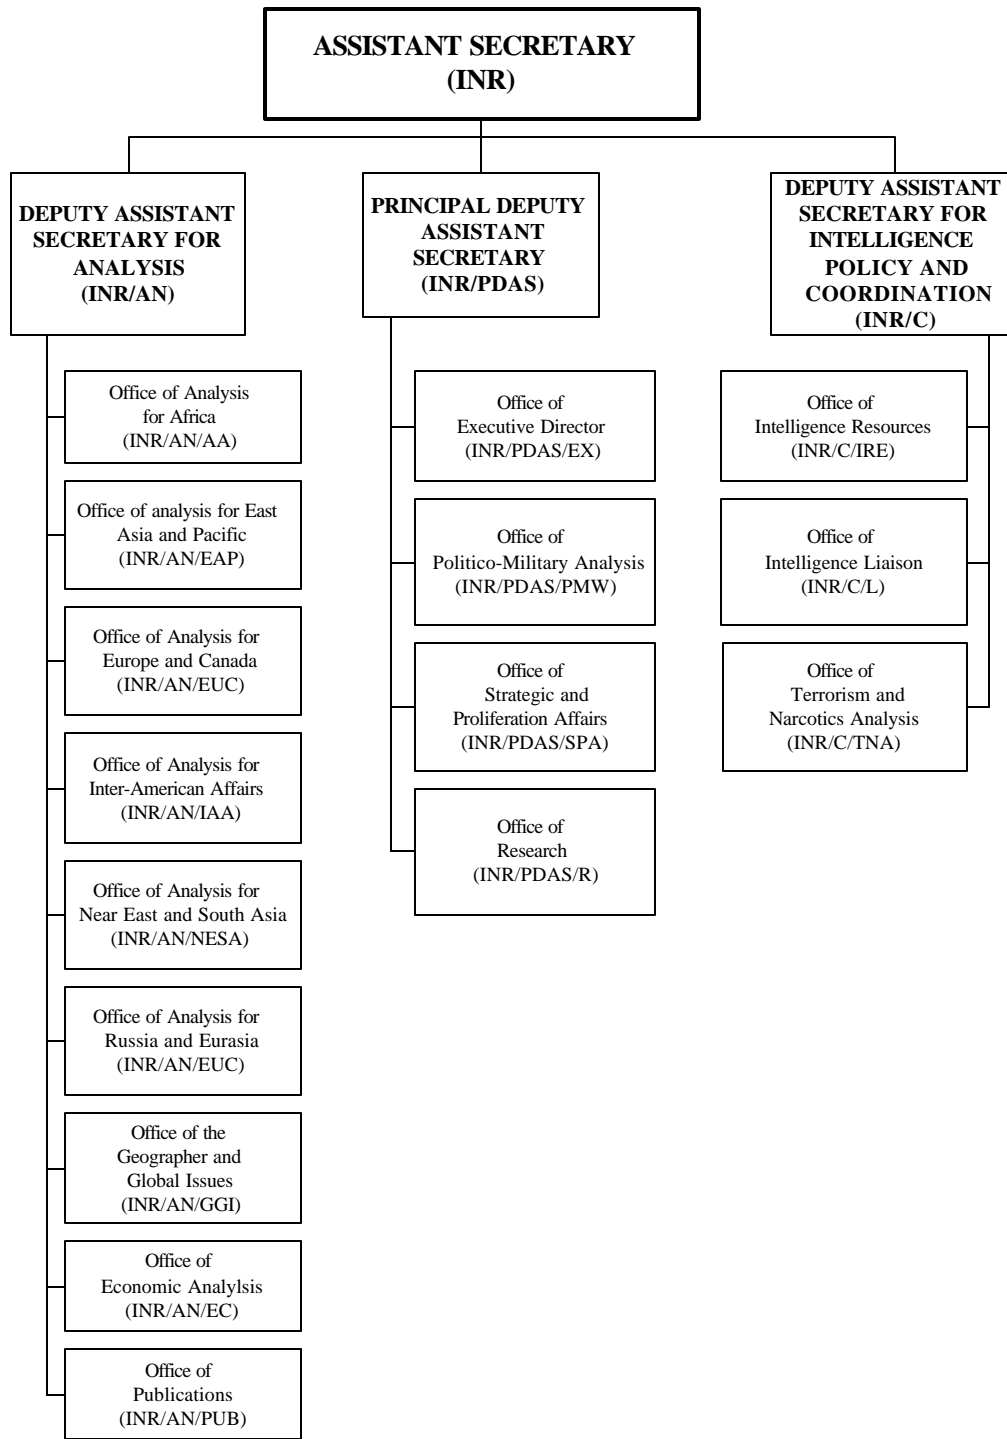 ASSISTANT SECRETARY
(INR)
DEPUTY ASSISTANT
SECRETARY FOR
ANALYSIS
(INR/AN)
PRINCIPAL DEPUTY
ASSISTANT
SECRETARY
(INR/PDAS)
DEPUTY ASSISTANT
SECRETARY FOR
INTELLIGENCE
POLICY AND
COORDINATION
(INR/C)
Office of Analysis
for Africa
(INR/AN/AA)
Office of analysis for East
Asia and Pacific
(INR/AN/EAP)
Office of Analysis for
Europe and Canada
(INR/AN/EUC)
Office of Analysis for
Inter-American Affairs
(INR/AN/IAA)
Office of Analysis for
Near East and South Asia
(INR/AN/NESA)
Office of Analysis for
Russia and Eurasia
(INR/AN/EUC)
Office of the
Geographer and
Global Issues
(INR/AN/GGI)
Office of
Economic Analylsis
(INR/AN/EC)
Office of
Publications
(INR/AN/PUB)
Office of
Executive Director
(INR/PDAS/EX)
Office of
Politico-Military Analysis
(INR/PDAS/PMW)
Office of
Strategic and
Proliferation Affairs
(INR/PDAS/SPA)
Office of
Research
(INR/PDAS/R)
Office of
Intelligence Resources
(INR/C/IRE)
Office of
Intelligence Liaison
(INR/C/L)
Office of
Terrorism and
Narcotics Analysis
(INR/C/TNA)